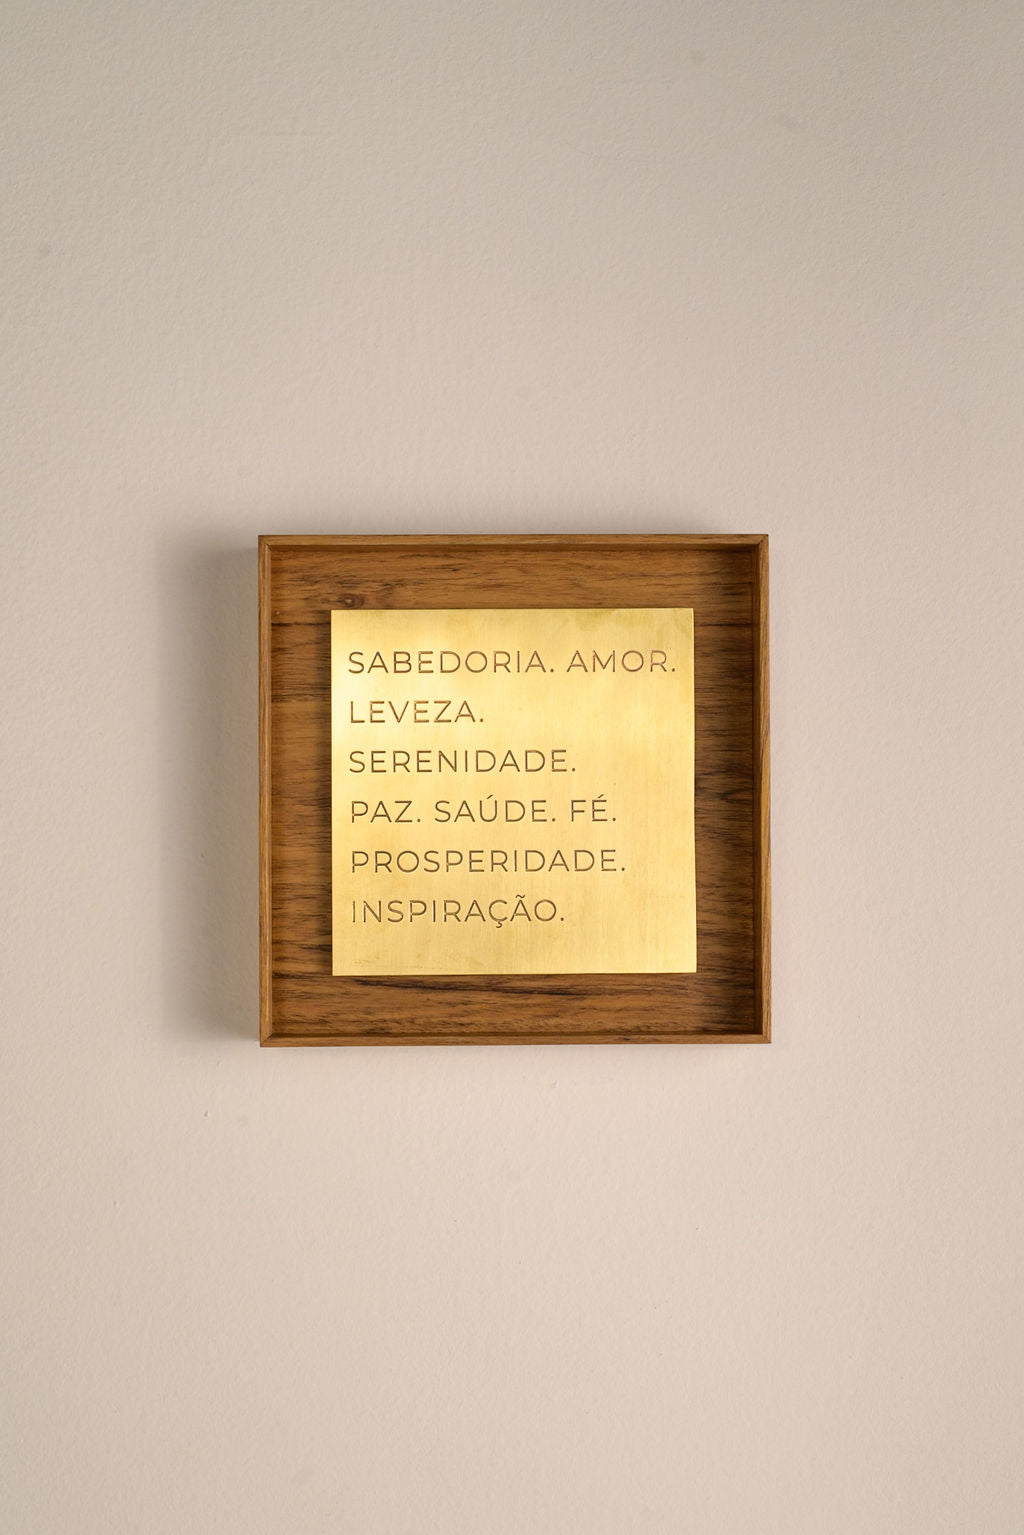 SABEDORIA. AMOR.
LEVEZA.
SERENIDADE.
PAZ. SAÚDE. FÉ.
PROSPERIDADE.
INSPIRAÇÃO.